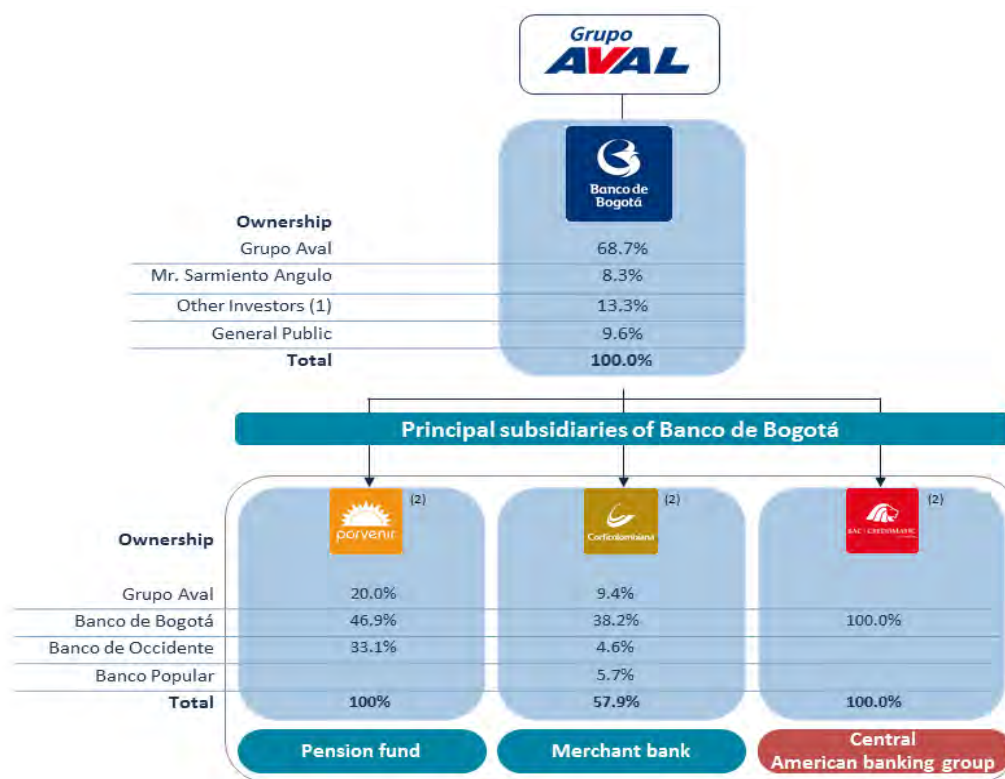 Grupo
AVAL
Banco de
Bogotá
Ownership
Grupo Aval 68.7%
Mr. Sarmiento Angulo 8.3%
Other Investors (1) 13.3%
General Public 9.6%
Total 100.0%
Principal subsidiaries of Banco de Bogotá
porvenir (2)
Corficolombiana (2)
BAC | CREDOMATIC (2)
Ownership
Grupo Aval 20.0% 9.4%
Banco de Bogotá 46.9% 38.2% 100.0%
Banco de Occidente 33.1% 4.6%
Banco Popular 5.7%
Total 100% 57.9% 100.0%
Pension fund
Merchant bank
Central
American banking group